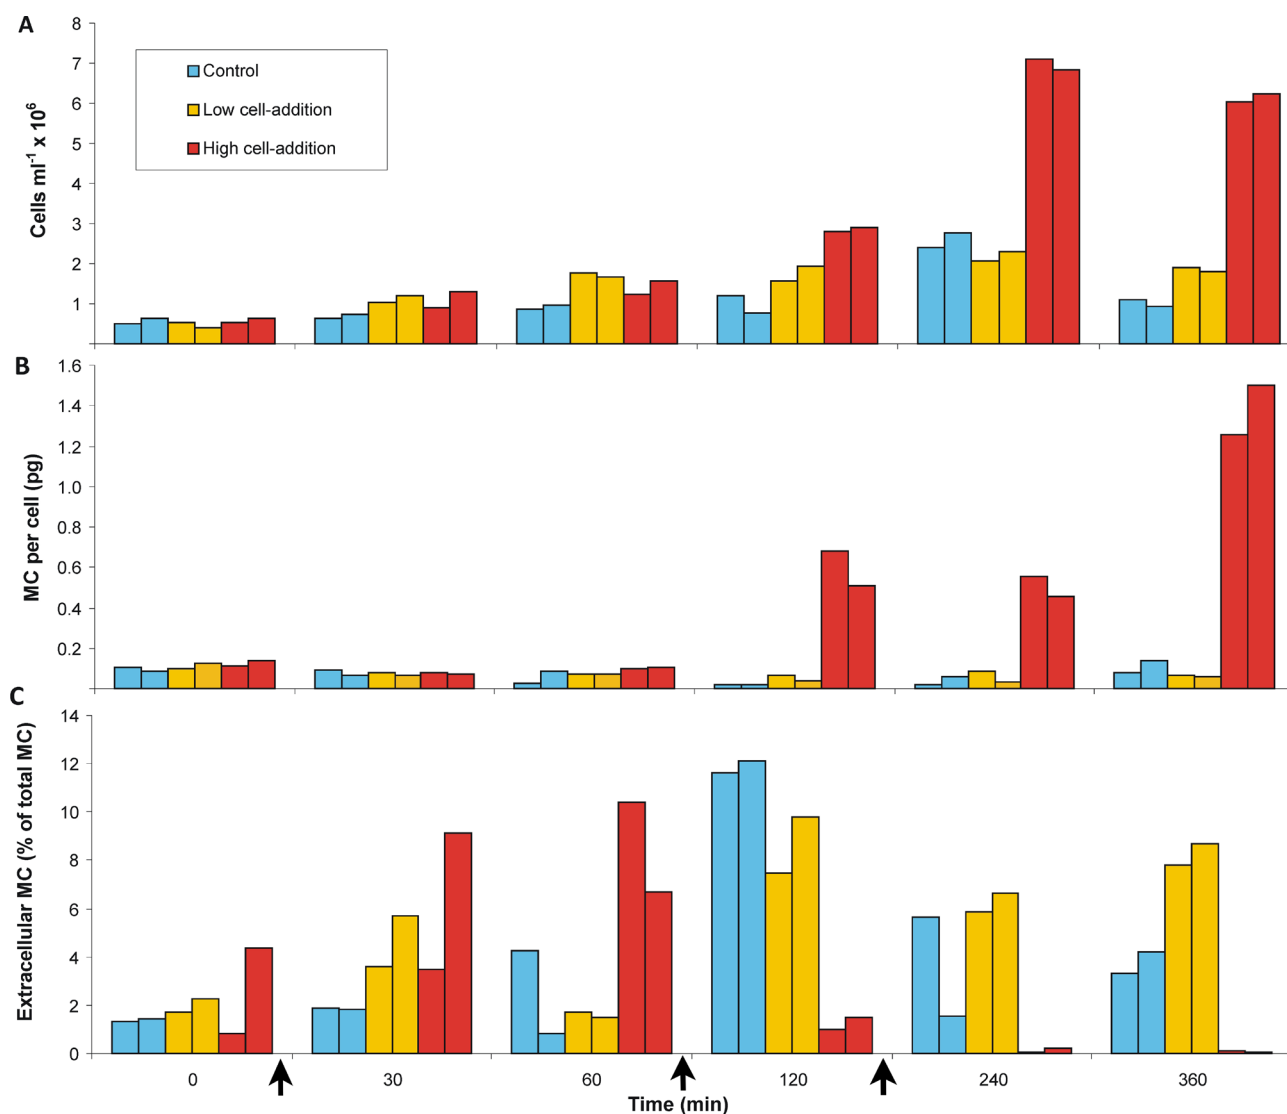 A
8
7
6
5
4
3
2
1
Cells ml⁻¹ x 10⁶
Control
Low cell-addition
High cell-addition
B
1.6
1.4
1.2
1.0
0.8
0.6
0.4
0.2
MC per cell (pg)
C
14
12
10
8
6
4
2
0
Extracellular MC (% of total MC)
0 30 60 120 240 360
Time (min)